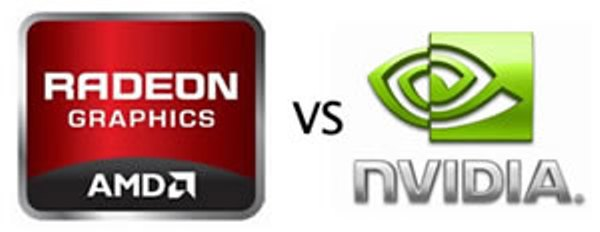 RADEON
GRAPHICS
AMD
vs
NVIDIA.